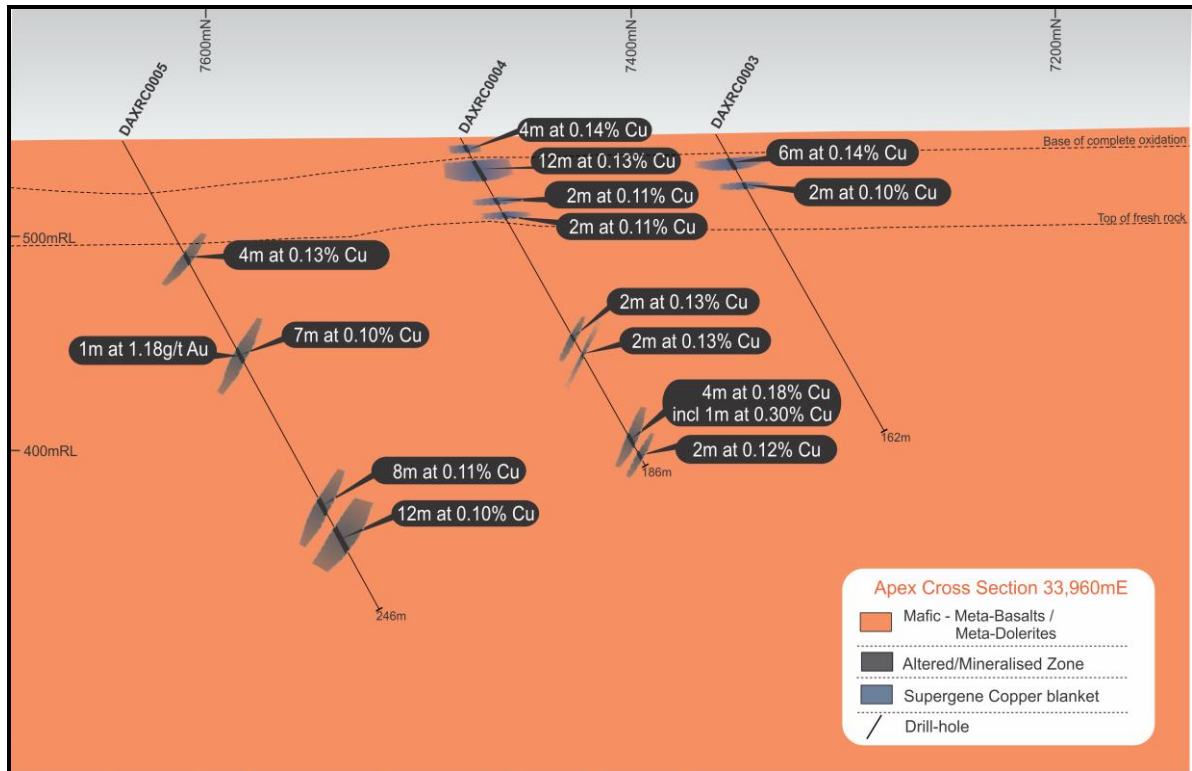 7600mN
7400mN
7200mN
DAXRC0005
DAXRC0004
DAXRC0003
4m at 0.14% Cu
Base of complete oxidation
12m at 0.13% Cu
6m at 0.14% Cu
2m at 0.11% Cu
2m at 0.10% Cu
2m at 0.11% Cu
Top of fresh rock
500mRL
4m at 0.13% Cu
2m at 0.13% Cu
7m at 0.10% Cu
2m at 0.13% Cu
1m at 1.18g/t Au
4m at 0.18% Cu
incl 1m at 0.30% Cu
162m
400mRL
2m at 0.12% Cu
186m
8m at 0.11% Cu
12m at 0.10% Cu
246m
Apex Cross Section 33,960mE
Mafic - Meta-Basalts /
Meta-Dolerites
Altered/Mineralised Zone
Supergene Copper blanket
Drill-hole